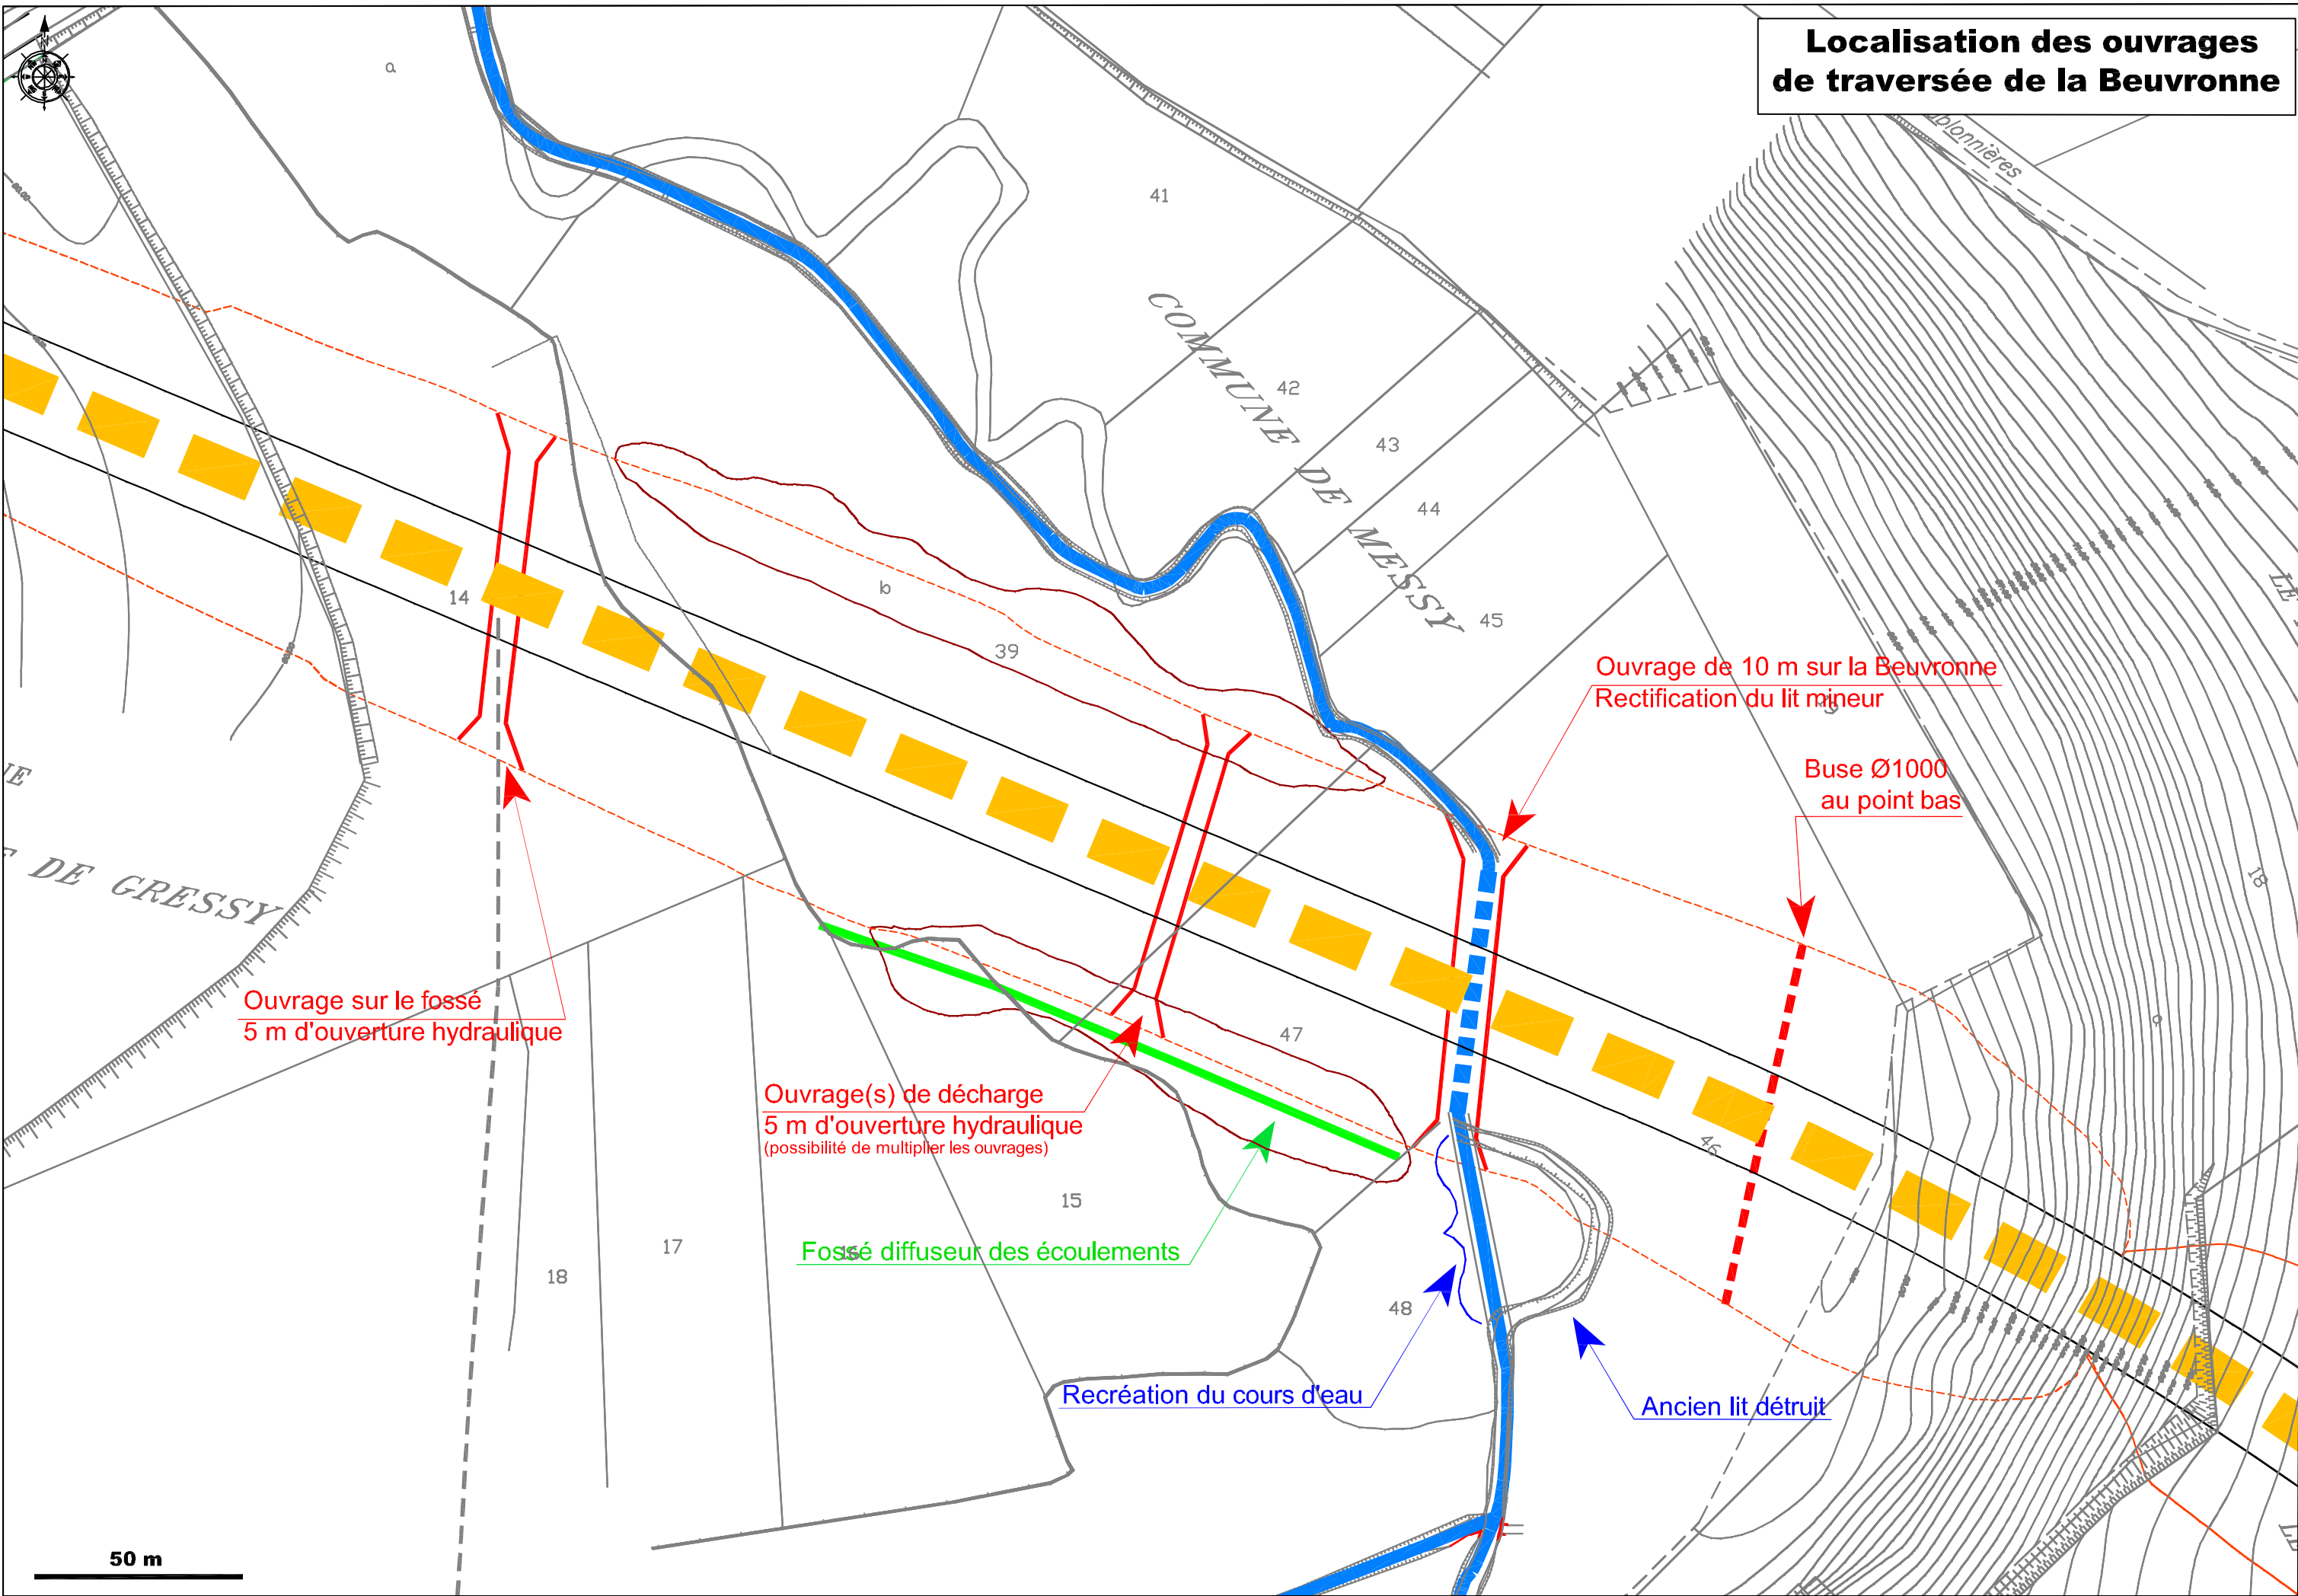 Localisation des ouvrages
de traversée de la Beuvronne
a
41
COMMUNE DE MESSY
42
43
44
45
b
39
14
Ouvrage de 10 m sur la Beuvronne
Rectification du lit mineur
Buse Ø1000
au point bas
18
DE GRESSY
Ouvrage sur le fossé
5 m d'ouverture hydraulique
47
Ouvrage(s) de décharge
5 m d'ouverture hydraulique
(possibilité de multiplier les ouvrages)
46
15
17
18
Fossé diffuseur des écoulements
48
Recréation du cours d'eau
Ancien lit détruit
50 m